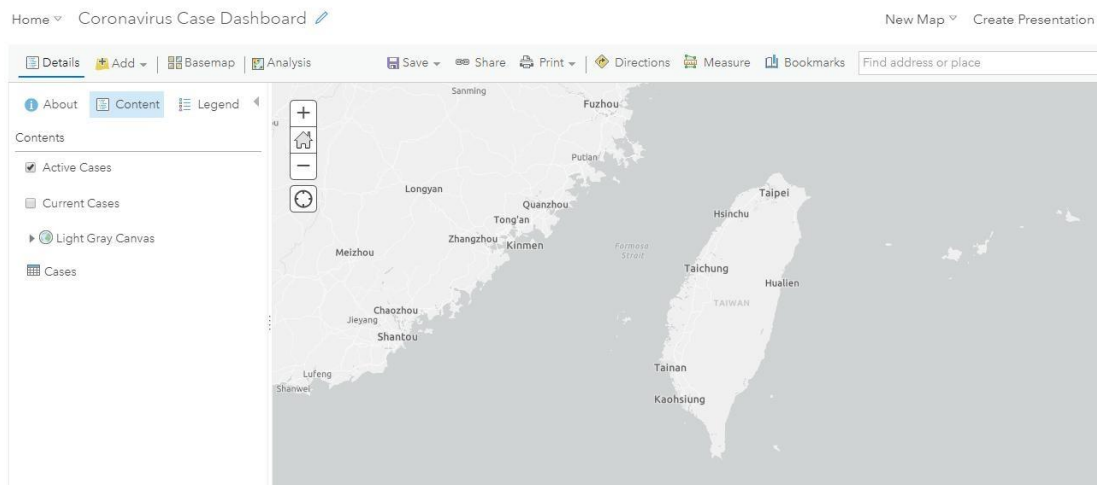 Home Coronavirus Case Dashboard New Map Create Presentation
Details Add Basemap Analysis Save Share Print Directions Measure Bookmarks Find address or place
About Content Legend
Contents
Active Cases
Current Cases
Light Gray Canvas
Cases
Sanming
Fuzhou
Putian
Longyan
Quanzhou
Tong'an
Zhangzhou
Kinmen
Meizhou
Chaozhou
Jieyang
Shantou
Lufeng
Shanwei
Formosa
Strait
Taipei
Hsinchu
Taichung
Hualien
TAIWAN
Tainan
Kaohsiung